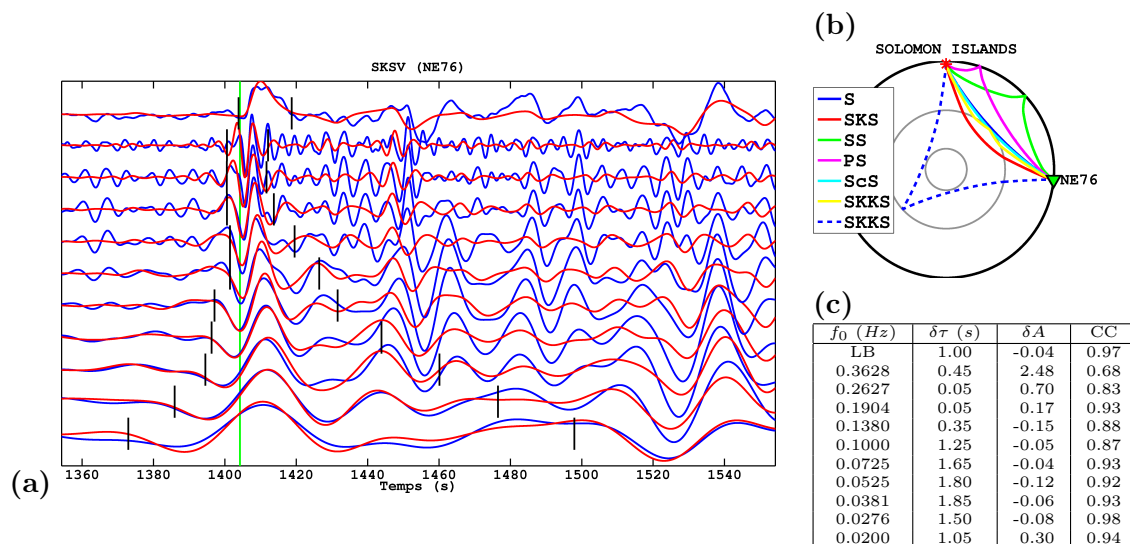 (a)
SKSV (NE76)
1360 1380 1400 1420 1440 1460 1480 1500 1520 1540
Temps (s)
(b)
SOLOMON ISLANDS
S
SKS
SS
PS
ScS
SKKS
SKKS
NE76
(c)
f₀ (Hz) δτ (s) δA CC
LB 1.00 -0.04 0.97
0.3628 0.45 2.48 0.68
0.2627 0.05 0.70 0.83
0.1904 0.05 0.17 0.93
0.1380 0.35 -0.15 0.88
0.1000 1.25 -0.05 0.87
0.0725 1.65 -0.04 0.93
0.0525 1.80 -0.12 0.92
0.0381 1.85 -0.06 0.93
0.0276 1.50 -0.08 0.98
0.0200 1.05 0.30 0.94